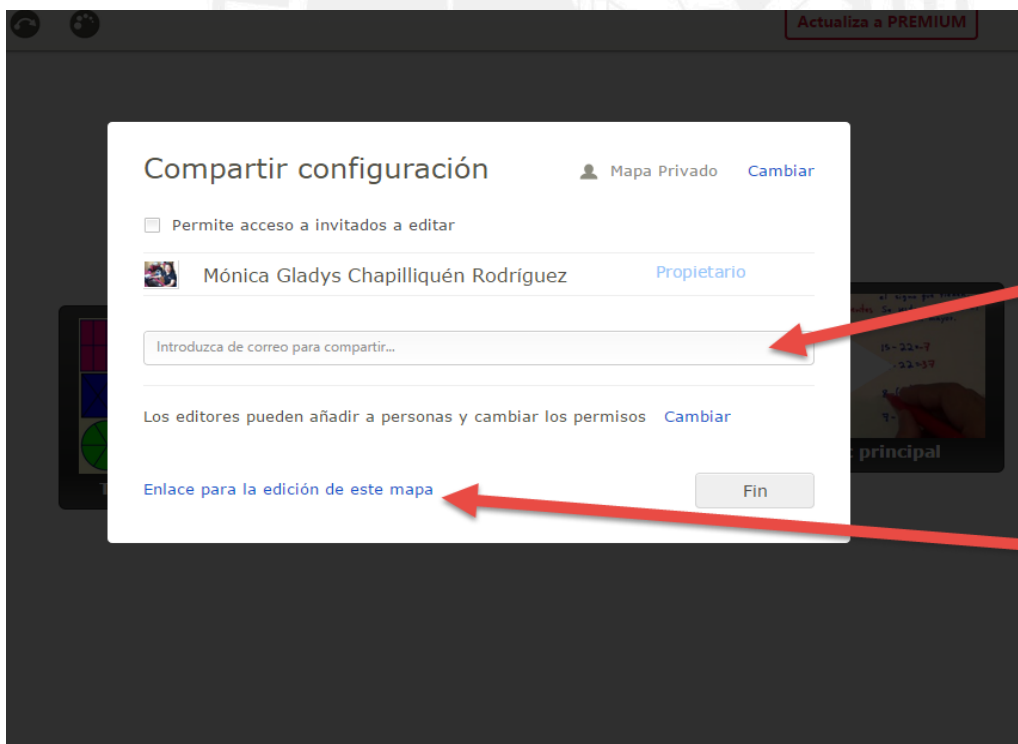 Actualiza a PREMIUM
Compartir configuración
Mapa Privado Cambiar
Permite acceso a invitados a editar
Mónica Gladys Chapilliquén Rodríguez Propietario
Introduzca de correo para compartir...
Los editores pueden añadir a personas y cambiar los permisos Cambiar
principal
Enlace para la edición de este mapa
Fin